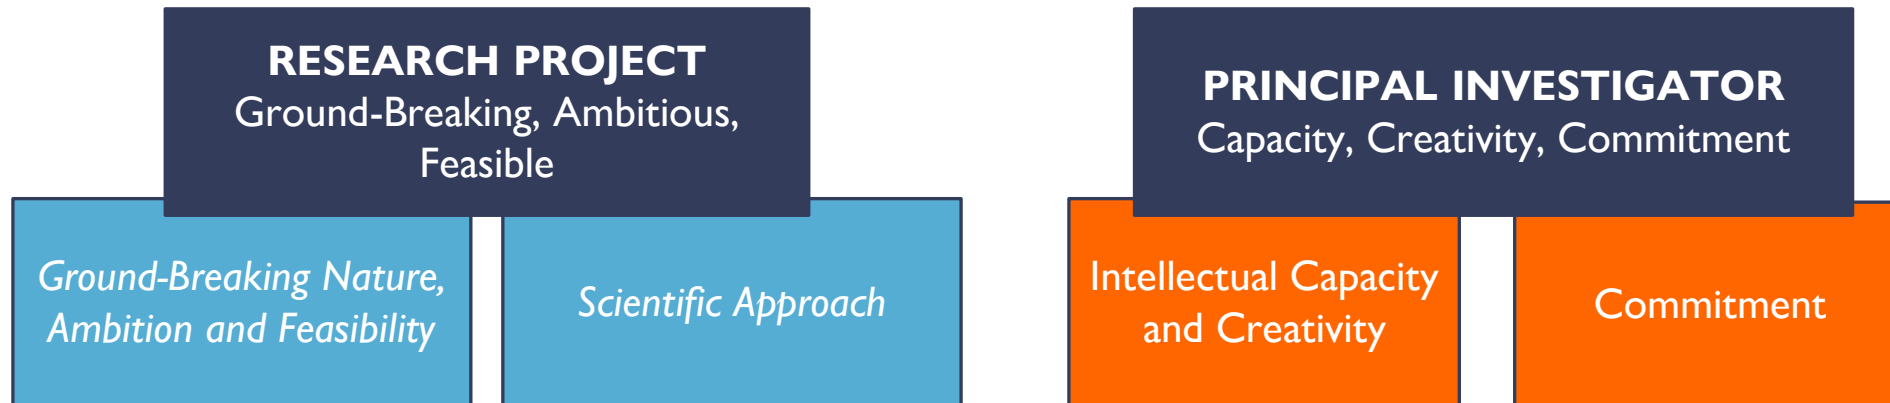 RESEARCH PROJECT
Ground-Breaking, Ambitious,
Feasible
Ground-Breaking Nature,
Ambition and Feasibility
Scientific Approach
PRINCIPAL INVESTIGATOR
Capacity, Creativity, Commitment
Intellectual Capacity
and Creativity
Commitment